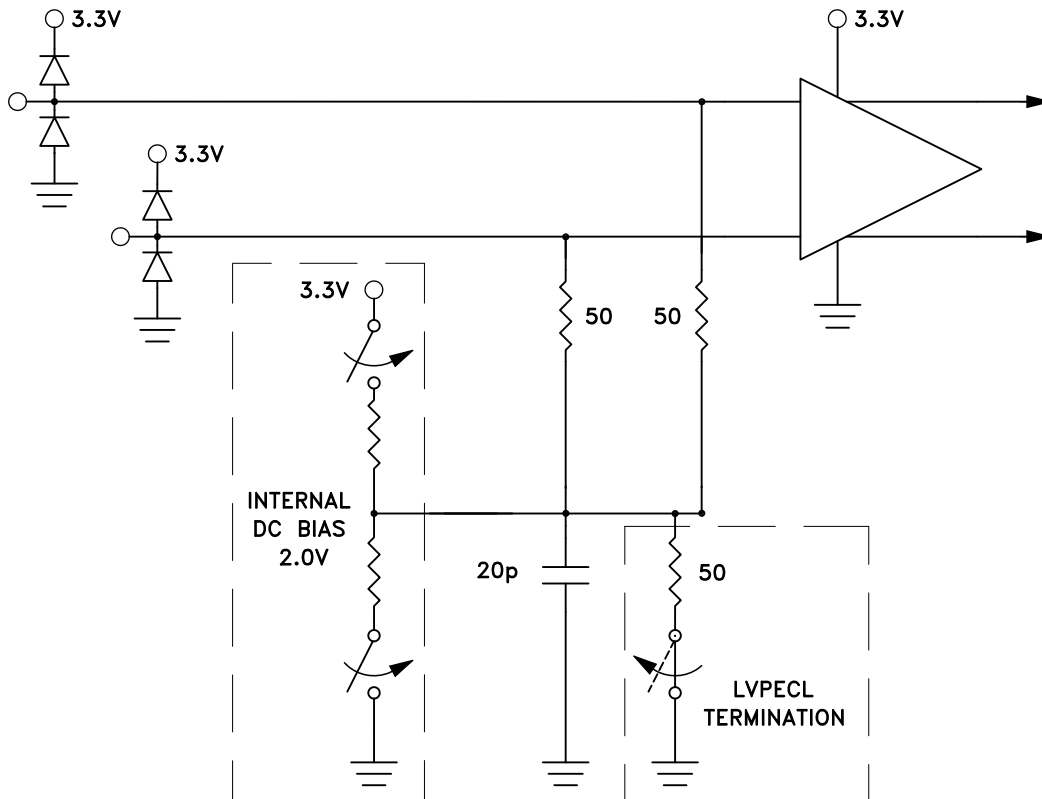 3.3V
3.3V
3.3V
3.3V
50
50
INTERNAL
DC BIAS
2.0V
20p
50
LVPECL
TERMINATION